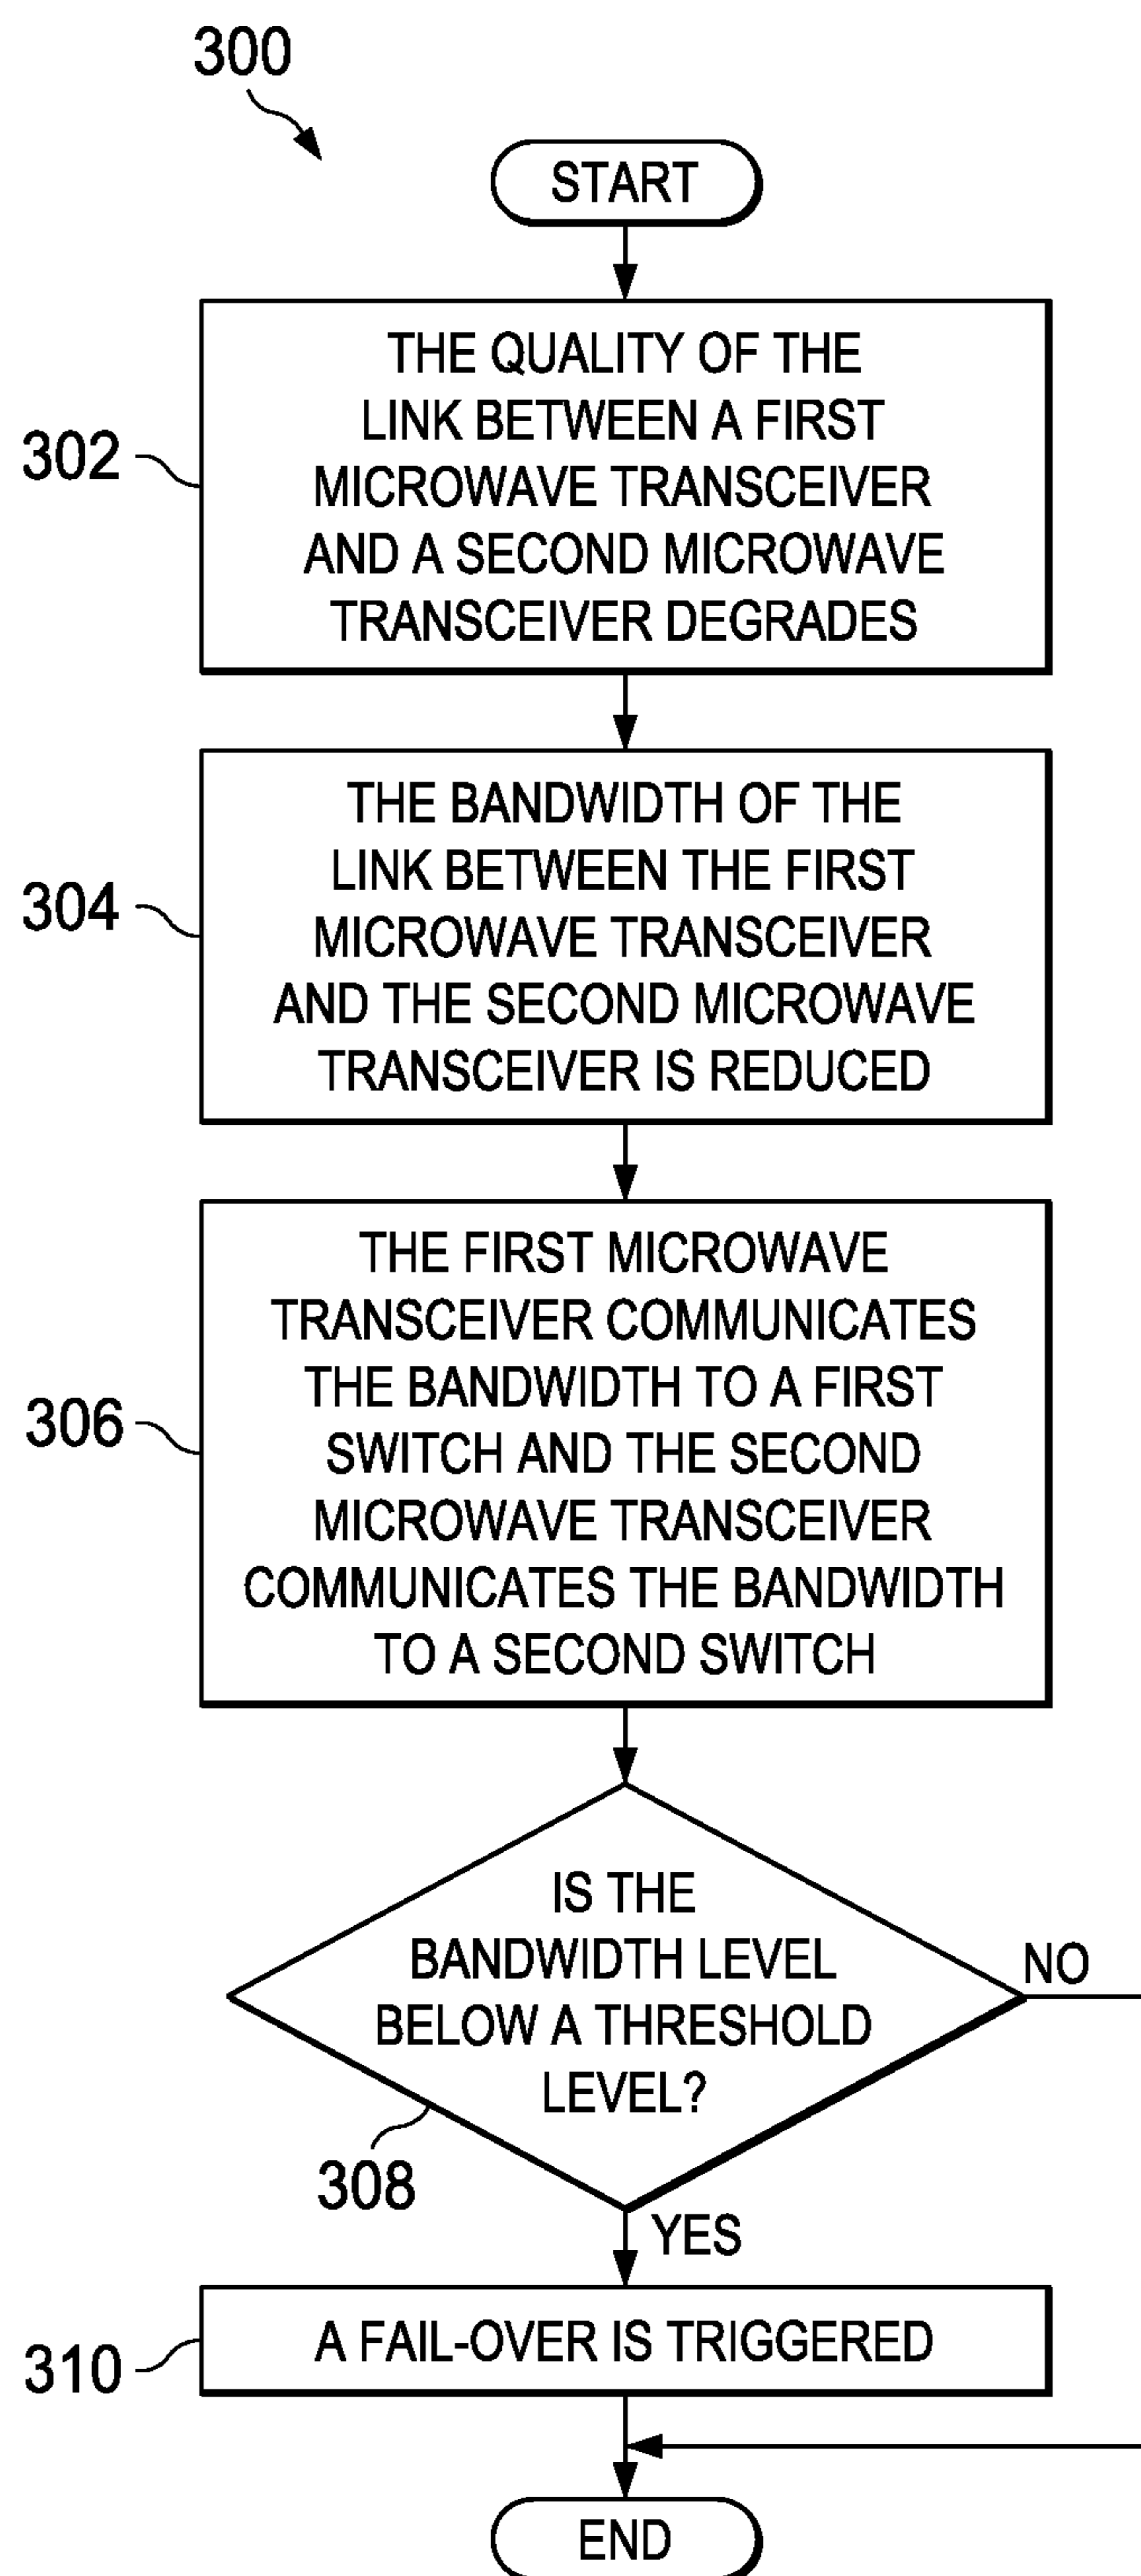 300
START
302
THE QUALITY OF THE
LINK BETWEEN A FIRST
MICROWAVE TRANSCEIVER
AND A SECOND MICROWAVE
TRANSCEIVER DEGRADES
304
THE BANDWIDTH OF THE
LINK BETWEEN THE FIRST
MICROWAVE TRANSCEIVER
AND THE SECOND MICROWAVE
TRANSCEIVER IS REDUCED
306
THE FIRST MICROWAVE
TRANSCEIVER COMMUNICATES
THE BANDWIDTH TO A FIRST
SWITCH AND THE SECOND
MICROWAVE TRANSCEIVER
COMMUNICATES THE BANDWIDTH
TO A SECOND SWITCH
IS THE
BANDWIDTH LEVEL
BELOW A THRESHOLD
LEVEL?
NO
308
YES
310
A FAIL-OVER IS TRIGGERED
END